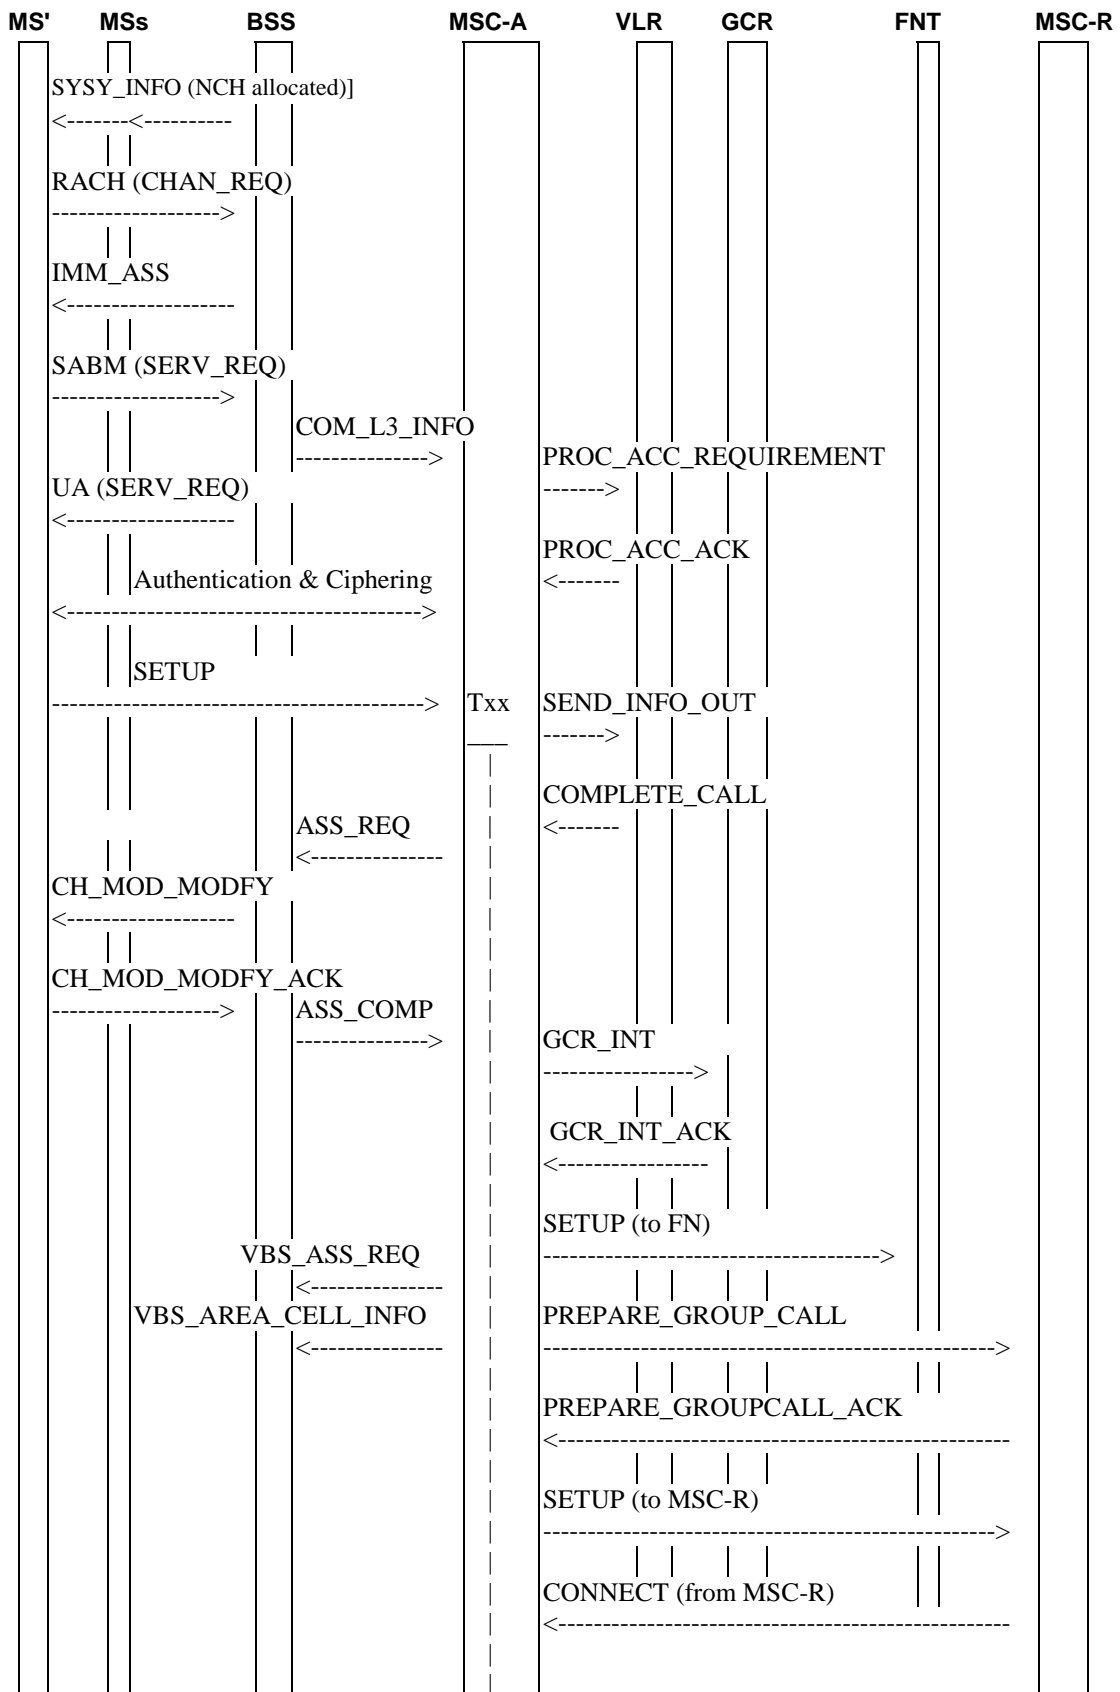 MS' MSs BSS MSC-A VLR GCR FNT MSC-R
SYSY_INFO (NCH allocated)]
<-------<----------
RACH (CHAN_REQ)
------------------->
IMM_ASS
<-------------------
SABM (SERV_REQ)
------------------->
COM_L3_INFO
--------------->
PROC_ACC_REQUIREMENT
------->
UA (SERV_REQ)
<-------------------
PROC_ACC_ACK
<-------
Authentication & Ciphering
<---------------------------------------->
SETUP
------------------------------------------>
Txx
SEND_INFO_OUT
------->
COMPLETE_CALL
<-------
ASS_REQ
<---------------
CH_MOD_MODFY
<-------------------
CH_MOD_MODFY_ACK
------------------->
ASS_COMP
--------------->
GCR_INT
----------------->
GCR_INT_ACK
<-----------------
SETUP (to FN)
-------------------------------------->
VBS_ASS_REQ
<---------------
VBS_AREA_CELL_INFO
<---------------
PREPARE_GROUP_CALL
--------------------------------------------------->
PREPARE_GROUPCALL_ACK
<---------------------------------------------------
SETUP (to MSC-R)
--------------------------------------------------->
CONNECT (from MSC-R)
<---------------------------------------------------